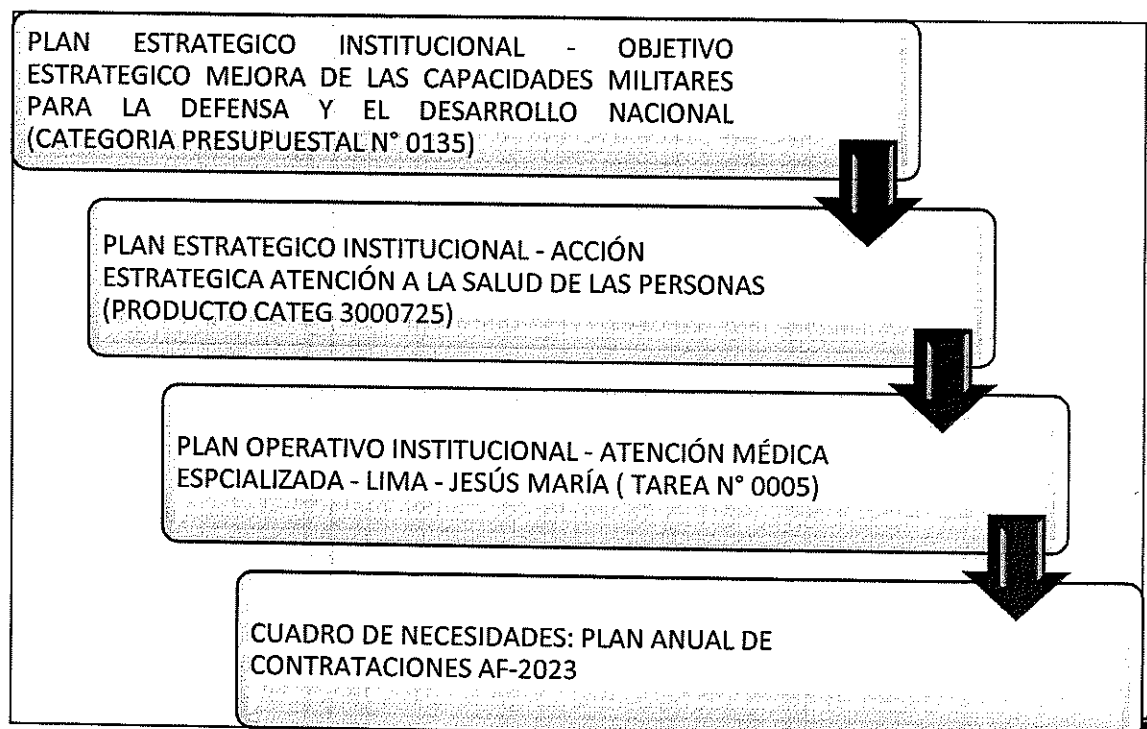 PLAN ESTRATEGICO INSTITUCIONAL - OBJETIVO
ESTRATEGICO MEJORA DE LAS CAPACIDADES MILITARES
PARA LA DEFENSA Y EL DESARROLLO NACIONAL
(CATEGORIA PRESUPUESTAL N° 0135)
PLAN ESTRATEGICO INSTITUCIONAL - ACCIÓN
ESTRATEGICA ATENCIÓN A LA SALUD DE LAS PERSONAS
(PRODUCTO CATEG 3000725)
PLAN OPERATIVO INSTITUCIONAL - ATENCIÓN MÉDICA
ESPCIALIZADA - LIMA - JESÚS MARÍA ( TAREA N° 0005)
CUADRO DE NECESIDADES: PLAN ANUAL DE
CONTRATACIONES AF-2023